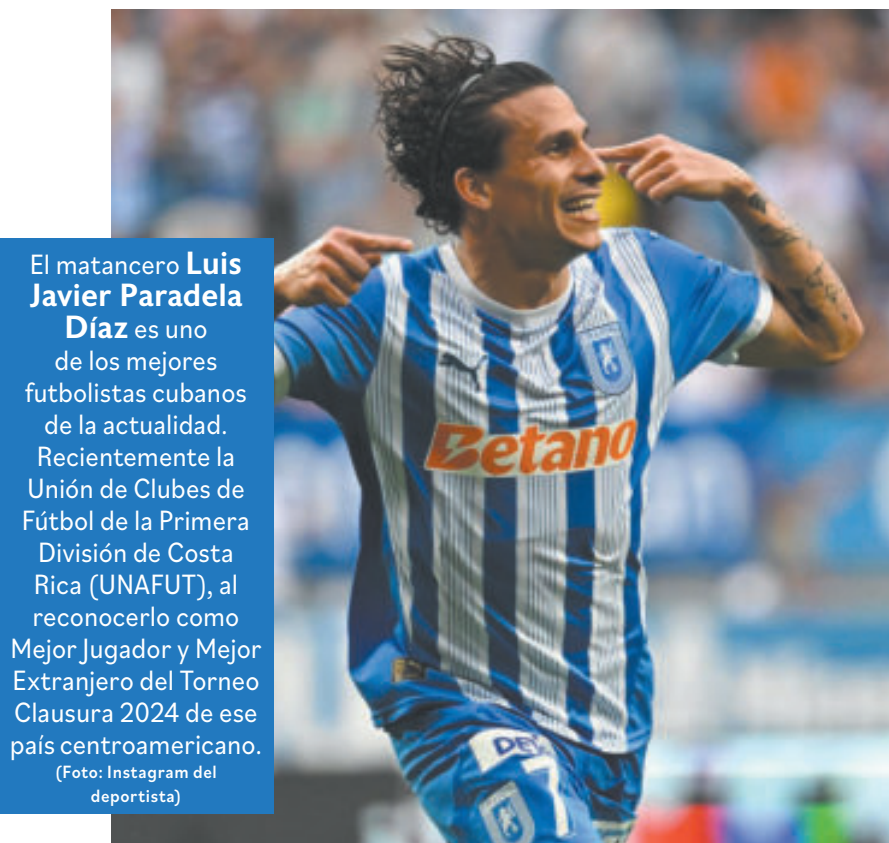 El matancero Luis
Javier Paradela
Díaz es uno
de los mejores
futbolistas cubanos
de la actualidad.
Recientemente la
Unión de Clubes de
Fútbol de la Primera
División de Costa
Rica (UNAFUT), al
reconocerlo como
Mejor Jugador y Mejor
Extranjero del Torneo
Clausura 2024 de ese
país centroamericano.
(Foto: Instagram del
deportista)
Betano
7